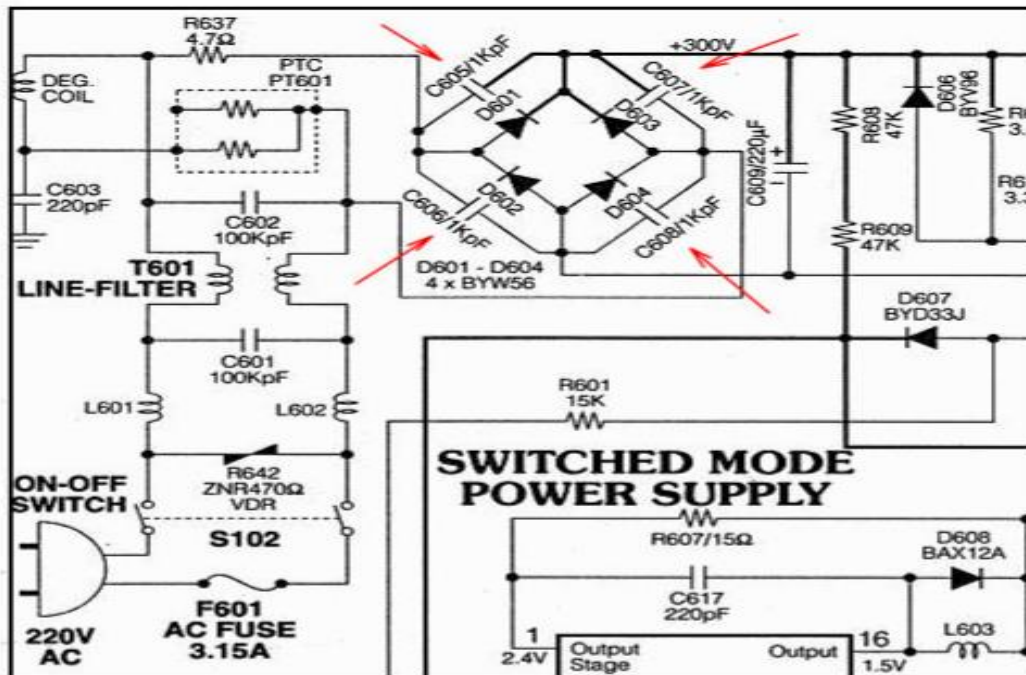 R637
4.7Ω
PTC
PT601
DEG.
COIL
C603
220pF
C602
100KpF
T601
LINE-FILTER
C601
100KpF
L601
L602
R642
ZNR470Ω
VDR
ON-OFF
SWITCH
S102
F601
AC FUSE
3.15A
220V
AC
C605/1KpF
D601
C607/1KpF
D603
+300V
C606/1KpF
D602
D604
C608/1KpF
D601 - D604
4 x BYW56
C609/220µF
+
−
R608
47K
D606
BYV96
3.
R609
47K
3.3
D607
BYD33J
R601
15K
SWITCHED MODE
POWER SUPPLY
R607/15Ω
D608
BAX12A
C617
220pF
L603
1
2.4V
Output
Stage
Output
16
1.5V